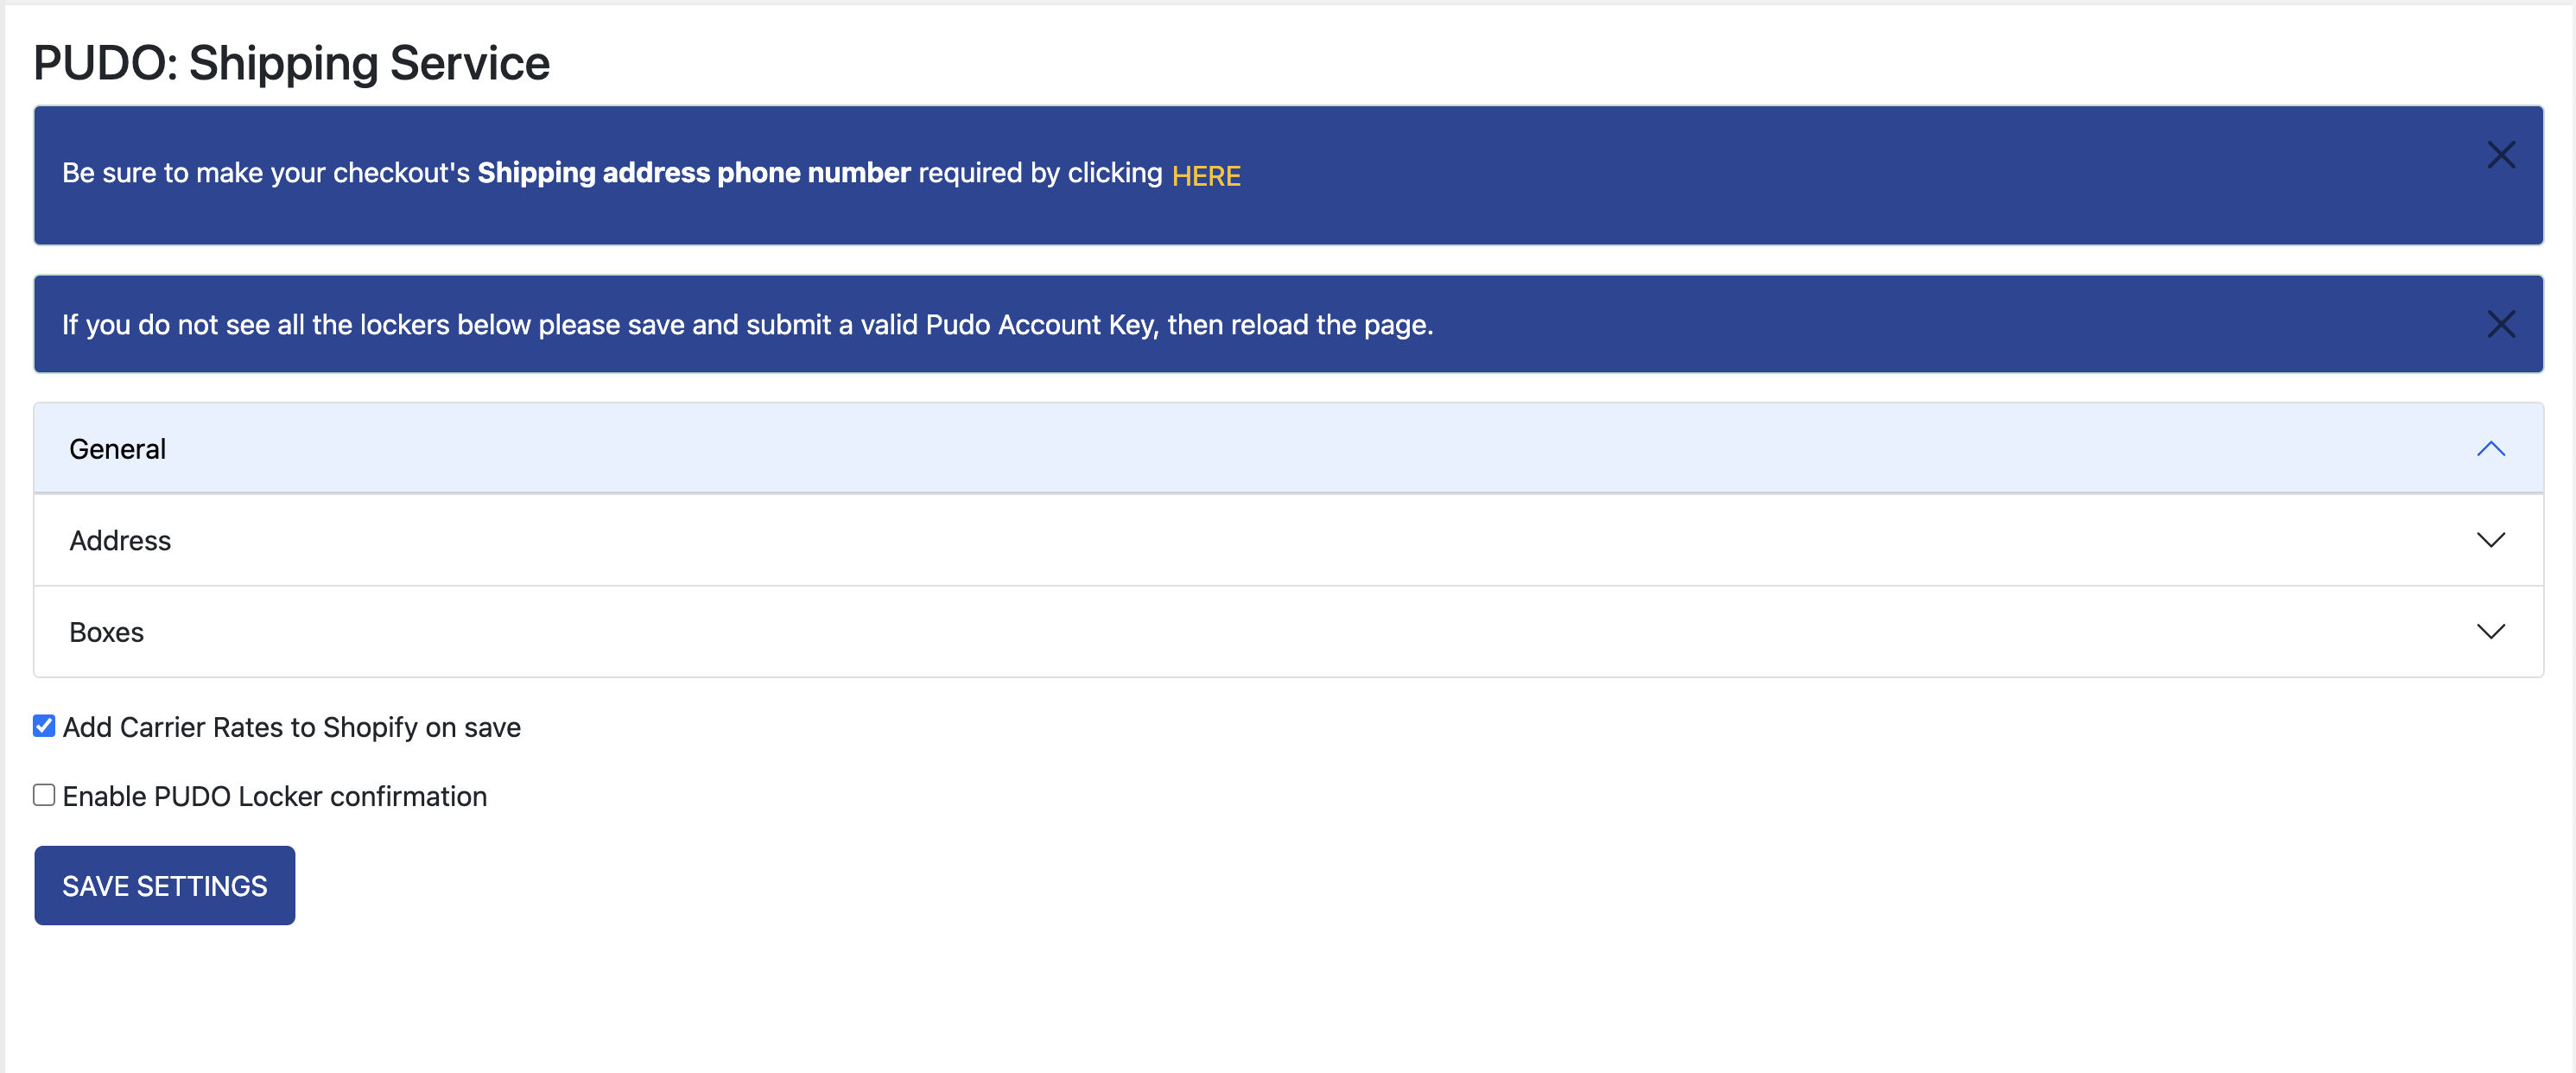 PUDO: Shipping Service
Be sure to make your checkout's Shipping address phone number required by clicking HERE
If you do not see all the lockers below please save and submit a valid Pudo Account Key, then reload the page.
General
Address
Boxes
Add Carrier Rates to Shopify on save
Enable PUDO Locker confirmation
SAVE SETTINGS